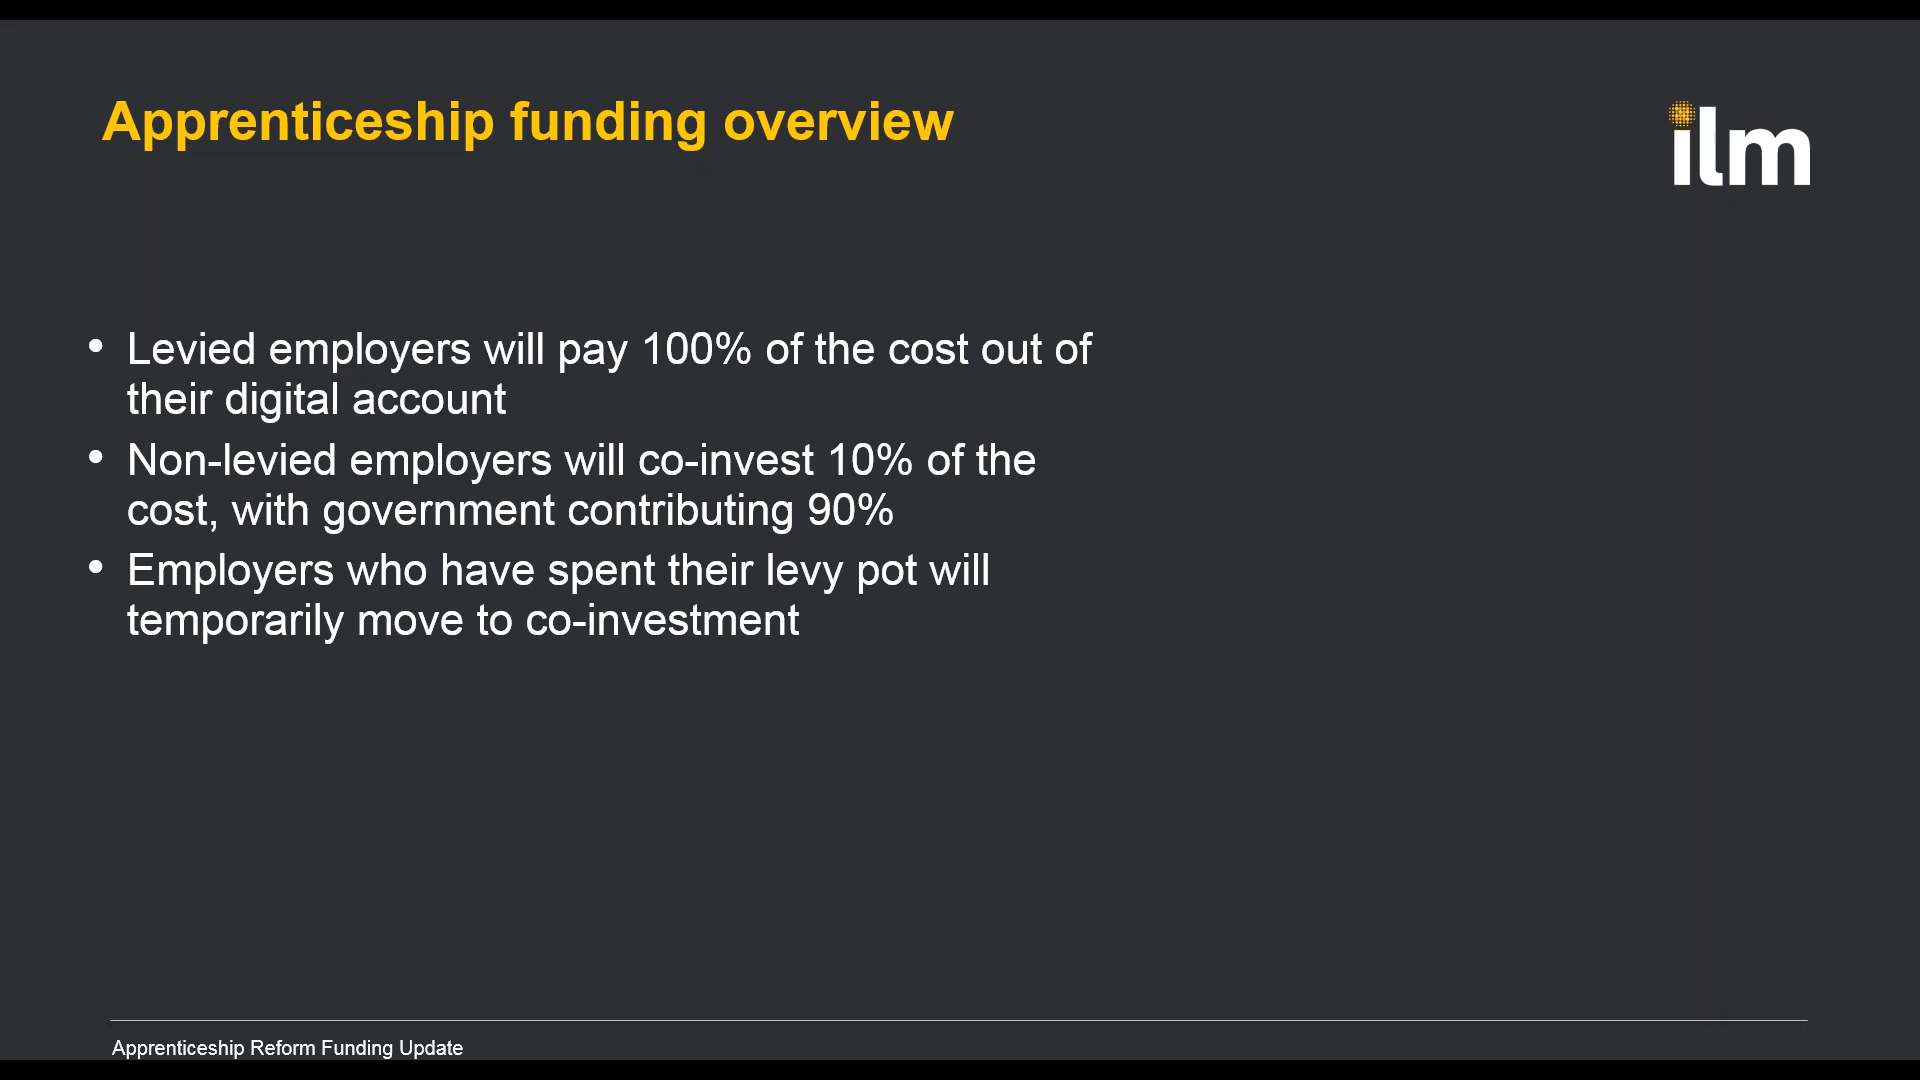 Apprenticeship funding overview
ilm
• Levied employers will pay 100% of the cost out of
their digital account
• Non-levied employers will co-invest 10% of the
cost, with government contributing 90%
• Employers who have spent their levy pot will
temporarily move to co-investment
Apprenticeship Reform Funding Update